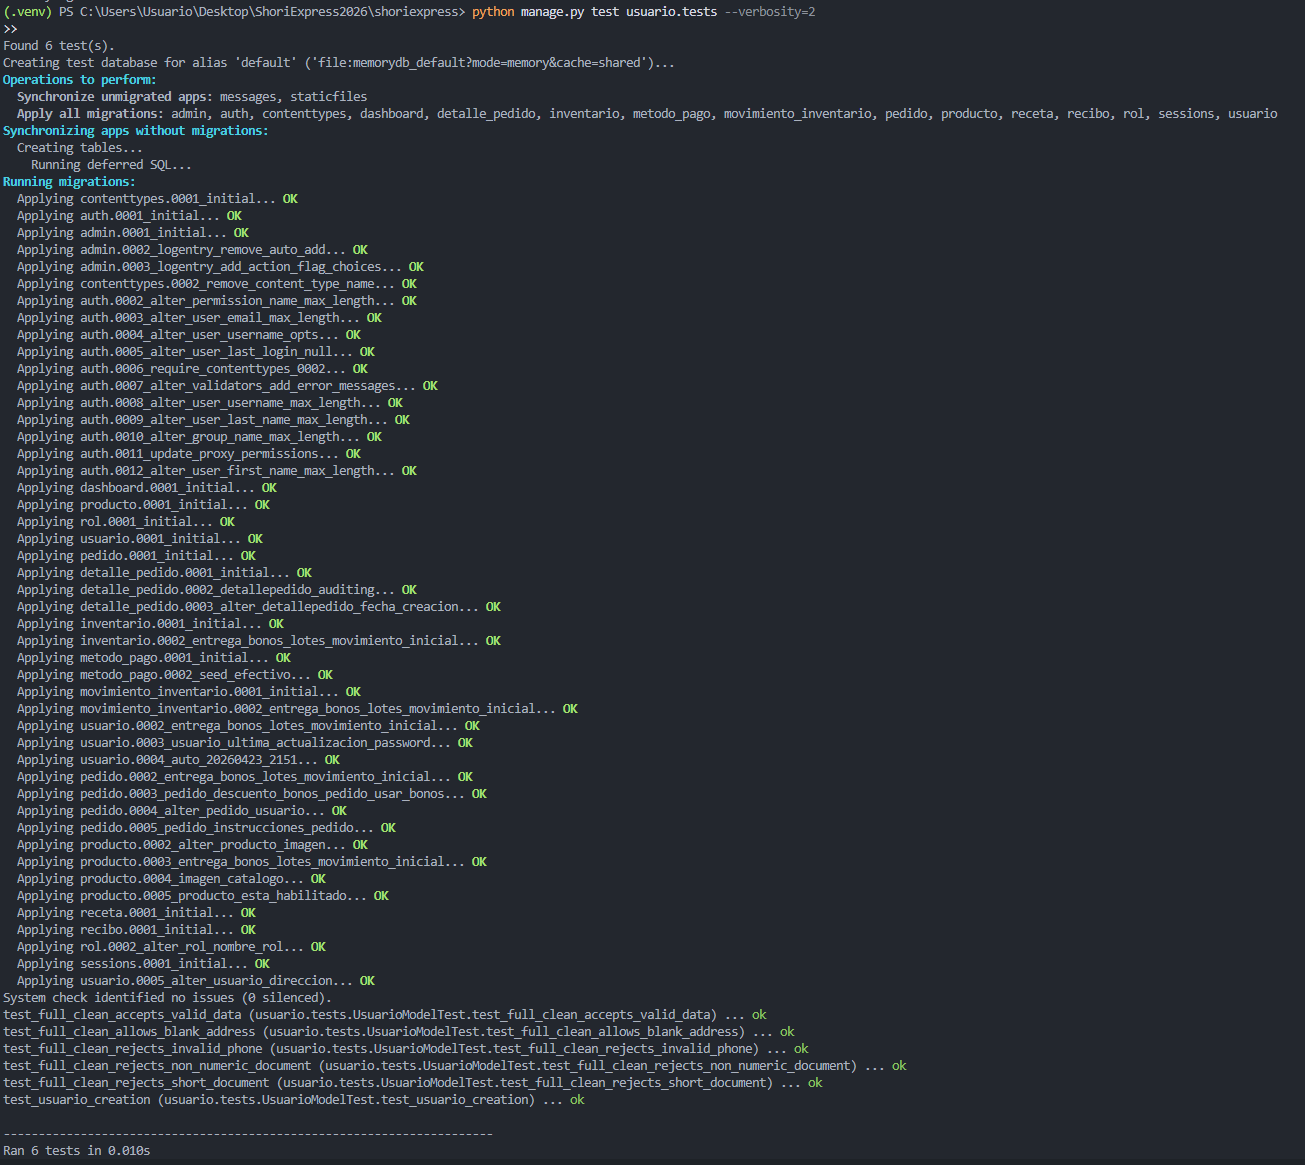 (.venv) PS C:\Users\Usuario\Desktop\ShoriExpress2026\shoriexpress> python manage.py test usuario.tests --verbosity=2
>>
Found 6 test(s).
Creating test database for alias 'default' ('file:memorydb_default?mode=memory&cache=shared')...
Operations to perform:
  Synchronize unmigrated apps: messages, staticfiles
  Apply all migrations: admin, auth, contenttypes, dashboard, detalle_pedido, inventario, metodo_pago, movimiento_inventario, pedido, producto, receta, recibo, rol, sessions, usuario
Synchronizing apps without migrations:
  Creating tables...
    Running deferred SQL...
Running migrations:
  Applying contenttypes.0001_initial... OK
  Applying auth.0001_initial... OK
  Applying admin.0001_initial... OK
  Applying admin.0002_logentry_remove_auto_add... OK
  Applying admin.0003_logentry_add_action_flag_choices... OK
  Applying contenttypes.0002_remove_content_type_name... OK
  Applying auth.0002_alter_permission_name_max_length... OK
  Applying auth.0003_alter_user_email_max_length... OK
  Applying auth.0004_alter_user_username_opts... OK
  Applying auth.0005_alter_user_last_login_null... OK
  Applying auth.0006_require_contenttypes_0002... OK
  Applying auth.0007_alter_validators_add_error_messages... OK
  Applying auth.0008_alter_user_username_max_length... OK
  Applying auth.0009_alter_user_last_name_max_length... OK
  Applying auth.0010_alter_group_name_max_length... OK
  Applying auth.0011_update_proxy_permissions... OK
  Applying auth.0012_alter_user_first_name_max_length... OK
  Applying dashboard.0001_initial... OK
  Applying producto.0001_initial... OK
  Applying rol.0001_initial... OK
  Applying usuario.0001_initial... OK
  Applying pedido.0001_initial... OK
  Applying detalle_pedido.0001_initial... OK
  Applying detalle_pedido.0002_detallepedido_auditing... OK
  Applying detalle_pedido.0003_alter_detallepedido_fecha_creacion... OK
  Applying inventario.0001_initial... OK
  Applying inventario.0002_entrega_bonos_lotes_movimiento_inicial... OK
  Applying metodo_pago.0001_initial... OK
  Applying metodo_pago.0002_seed_efectivo... OK
  Applying movimiento_inventario.0001_initial... OK
  Applying movimiento_inventario.0002_entrega_bonos_lotes_movimiento_inicial... OK
  Applying usuario.0002_entrega_bonos_lotes_movimiento_inicial... OK
  Applying usuario.0003_usuario_ultima_actualizacion_password... OK
  Applying usuario.0004_auto_20260423_2151... OK
  Applying pedido.0002_entrega_bonos_lotes_movimiento_inicial... OK
  Applying pedido.0003_pedido_descuento_bonos_pedido_usar_bonos... OK
  Applying pedido.0004_alter_pedido_usuario... OK
  Applying pedido.0005_pedido_instrucciones_pedido... OK
  Applying producto.0002_alter_producto_imagen... OK
  Applying producto.0003_entrega_bonos_lotes_movimiento_inicial... OK
  Applying producto.0004_imagen_catalogo... OK
  Applying producto.0005_producto_esta_habilitado... OK
  Applying receta.0001_initial... OK
  Applying recibo.0001_initial... OK
  Applying rol.0002_alter_rol_nombre_rol... OK
  Applying sessions.0001_initial... OK
  Applying usuario.0005_alter_usuario_direccion... OK
System check identified no issues (0 silenced).
test_full_clean_accepts_valid_data (usuario.tests.UsuarioModelTest.test_full_clean_accepts_valid_data) ... ok
test_full_clean_allows_blank_address (usuario.tests.UsuarioModelTest.test_full_clean_allows_blank_address) ... ok
test_full_clean_rejects_invalid_phone (usuario.tests.UsuarioModelTest.test_full_clean_rejects_invalid_phone) ... ok
test_full_clean_rejects_non_numeric_document (usuario.tests.UsuarioModelTest.test_full_clean_rejects_non_numeric_document) ... ok
test_full_clean_rejects_short_document (usuario.tests.UsuarioModelTest.test_full_clean_rejects_short_document) ... ok
test_usuario_creation (usuario.tests.UsuarioModelTest.test_usuario_creation) ... ok
----------------------------------------------------------------------
Ran 6 tests in 0.010s